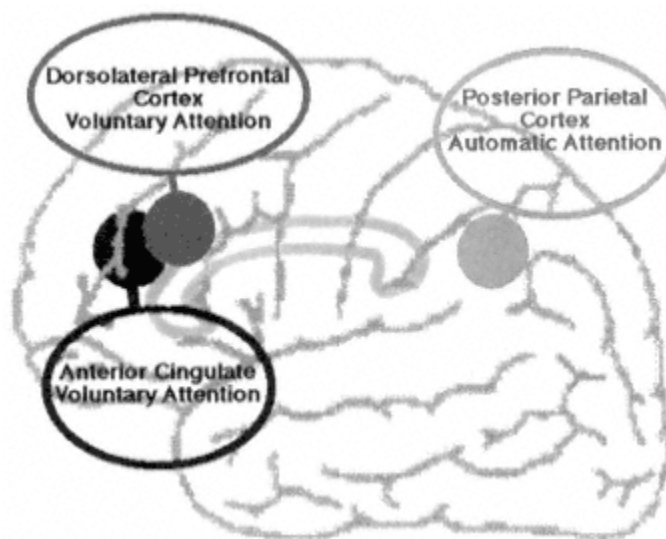 Dorsolateral Prefrontal
Cortex
Voluntary Attention
Posterior Parietal
Cortex
Automatic Attention
Anterior Cingulate
Voluntary Attention